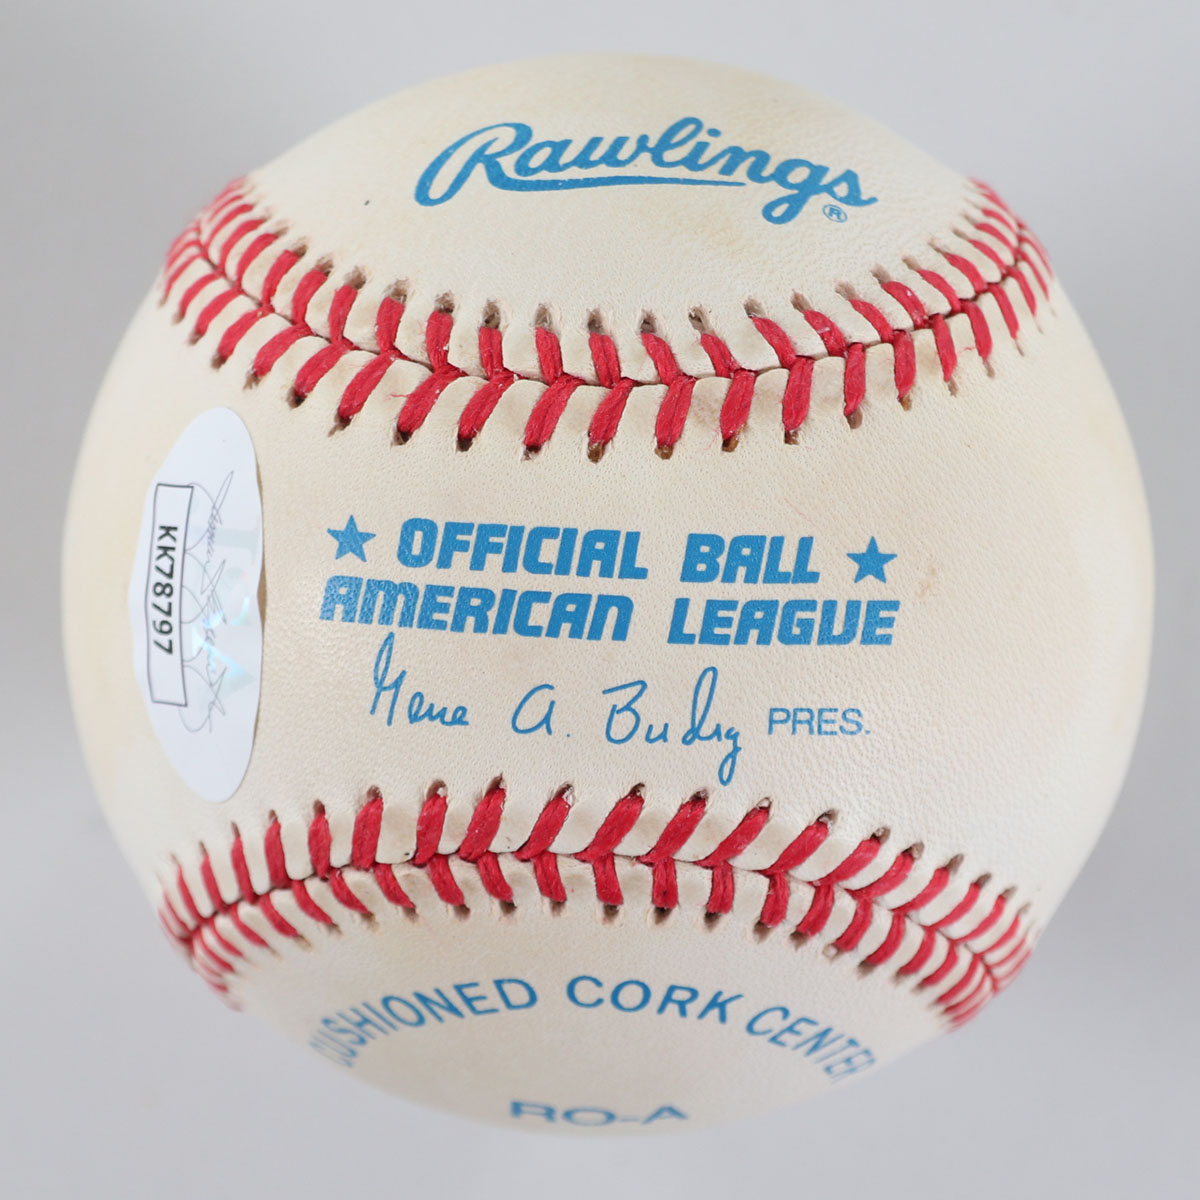 Rawlings®
★ OFFICIAL BALL ★
AMERICAN LEAGUE
Gene A. Budig PRES.
KK78797
CUSHIONED CORK CENTER
RO-A